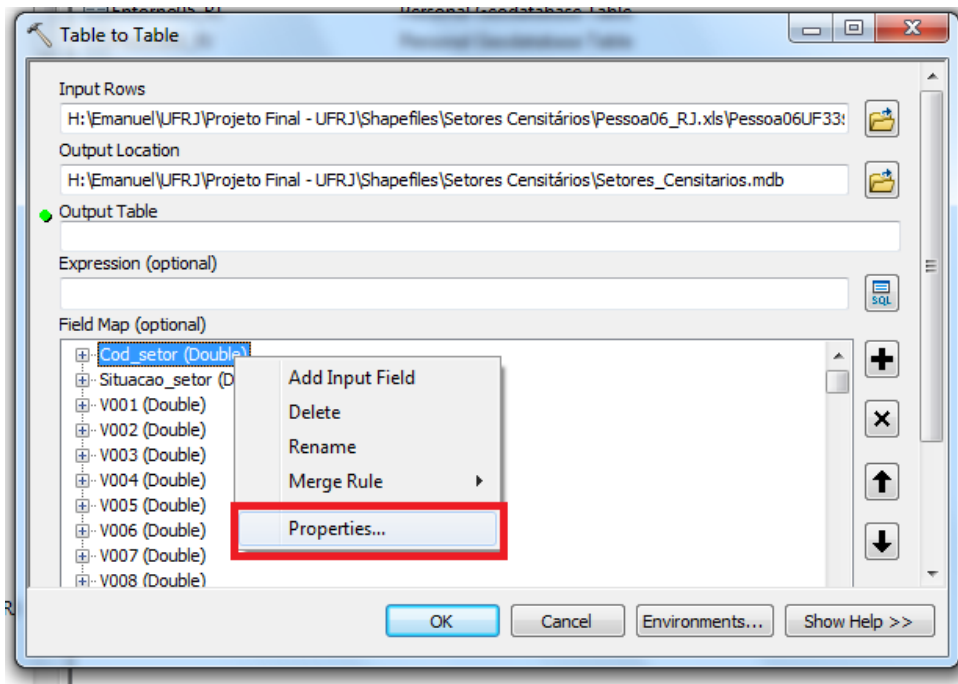 Personal Geodatabase Table
Table to Table
Input Rows
H:\Emanuel\UFRJ\Projeto Final - UFRJ\Shapefiles\Setores Censitários\Pessoa06_RJ.xls\Pessoa06UF33
Output Location
H:\Emanuel\UFRJ\Projeto Final - UFRJ\Shapefiles\Setores Censitários\Setores_Censitarios.mdb
Output Table
Expression (optional)
SQL
Field Map (optional)
Cod_setor (Double)
Situacao_setor (D
V001 (Double)
V002 (Double)
V003 (Double)
V004 (Double)
V005 (Double)
V006 (Double)
V007 (Double)
V008 (Double)
Add Input Field
Delete
Rename
Merge Rule
Properties...
OK
Cancel
Environments...
Show Help >>